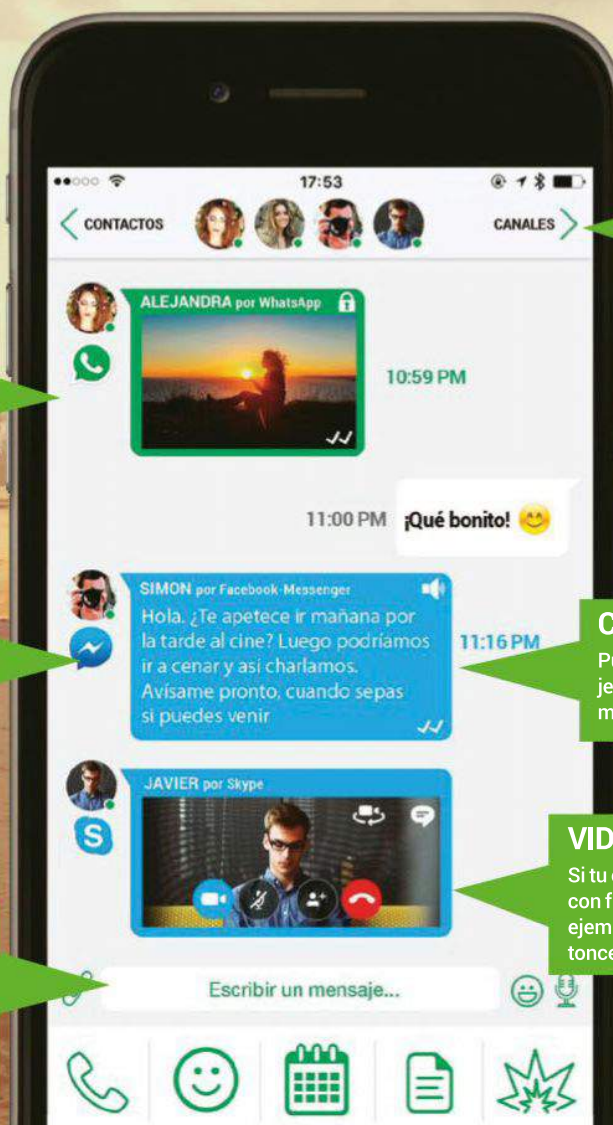 17:53
CONTACTOS
CANALES
ALEJANDRA por WhatsApp
10:59 PM
11:00 PM
¡Qué bonito!
SIMON por Facebook-Messenger
Hola. ¿Te apetece ir mañana por
la tarde al cine? Luego podríamos
ir a cenar y asi charlamos.
Avísame pronto, cuando sepas
si puedes venir
11:16 PM
C
je
m
JAVIER por Skype
S
VID
Si tu
con f
ejem
tonce
Escribir un mensaje...